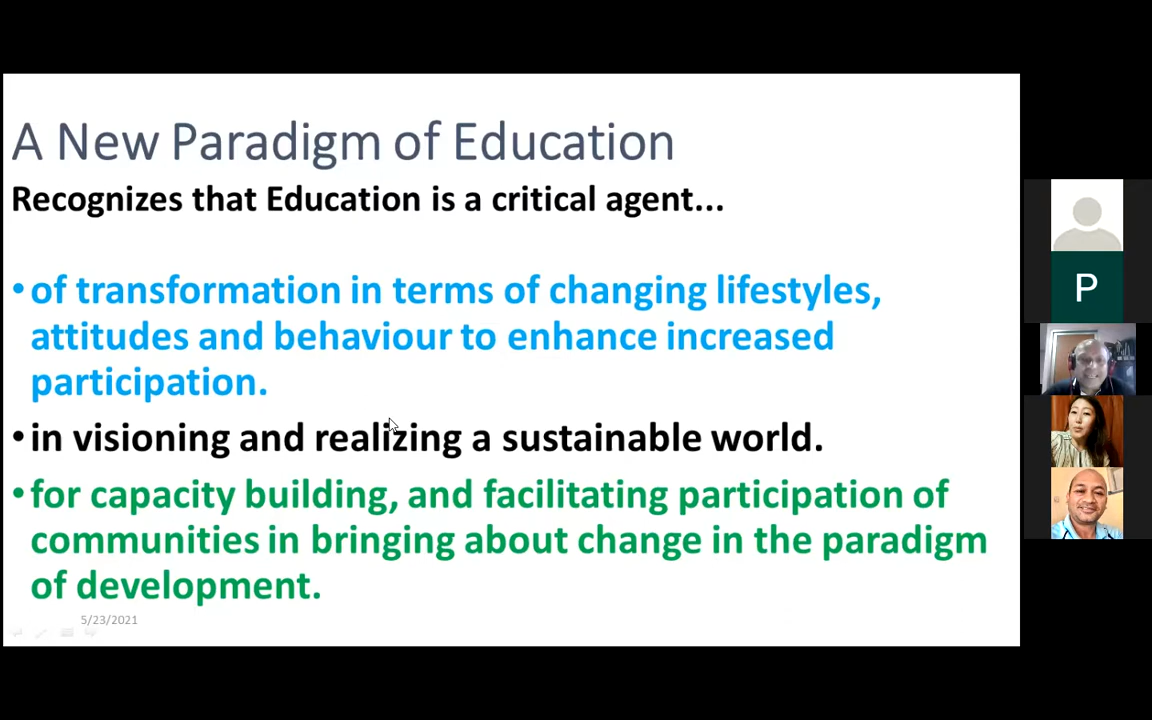 A New Paradigm of Education
Recognizes that Education is a critical agent...
•of transformation in terms of changing lifestyles,
attitudes and behaviour to enhance increased
participation.
•in visioning and realizing a sustainable world.
•for capacity building, and facilitating participation of
communities in bringing about change in the paradigm
of development.
5/23/2021
P